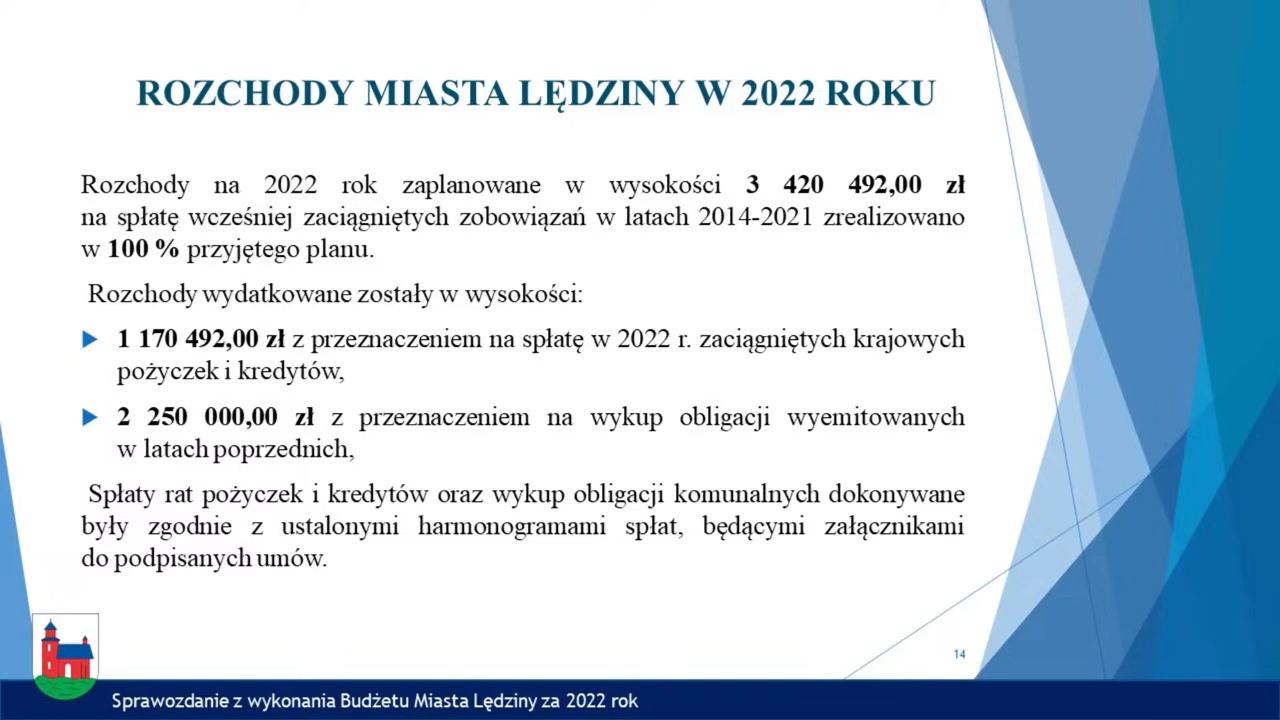 ROZCHODY MIASTA LĘDZINY W 2022 ROKU
Rozchody na 2022 rok zaplanowane w wysokości 3 420 492,00 zł
na spłatę wcześniej zaciągniętych zobowiązań w latach 2014-2021 zrealizowano
w 100 % przyjętego planu.
Rozchody wydatkowane zostały w wysokości:
1 170 492,00 zł z przeznaczeniem na spłatę w 2022 r. zaciągniętych krajowych
pożyczek i kredytów,
2 250 000,00 zł z przeznaczeniem na wykup obligacji wyemitowanych
w latach poprzednich,
Spłaty rat pożyczek i kredytów oraz wykup obligacji komunalnych dokonywane
były zgodnie z ustalonymi harmonogramami spłat, będącymi załącznikami
do podpisanych umów.
14
Sprawozdanie z wykonania Budżetu Miasta Lędziny za 2022 rok